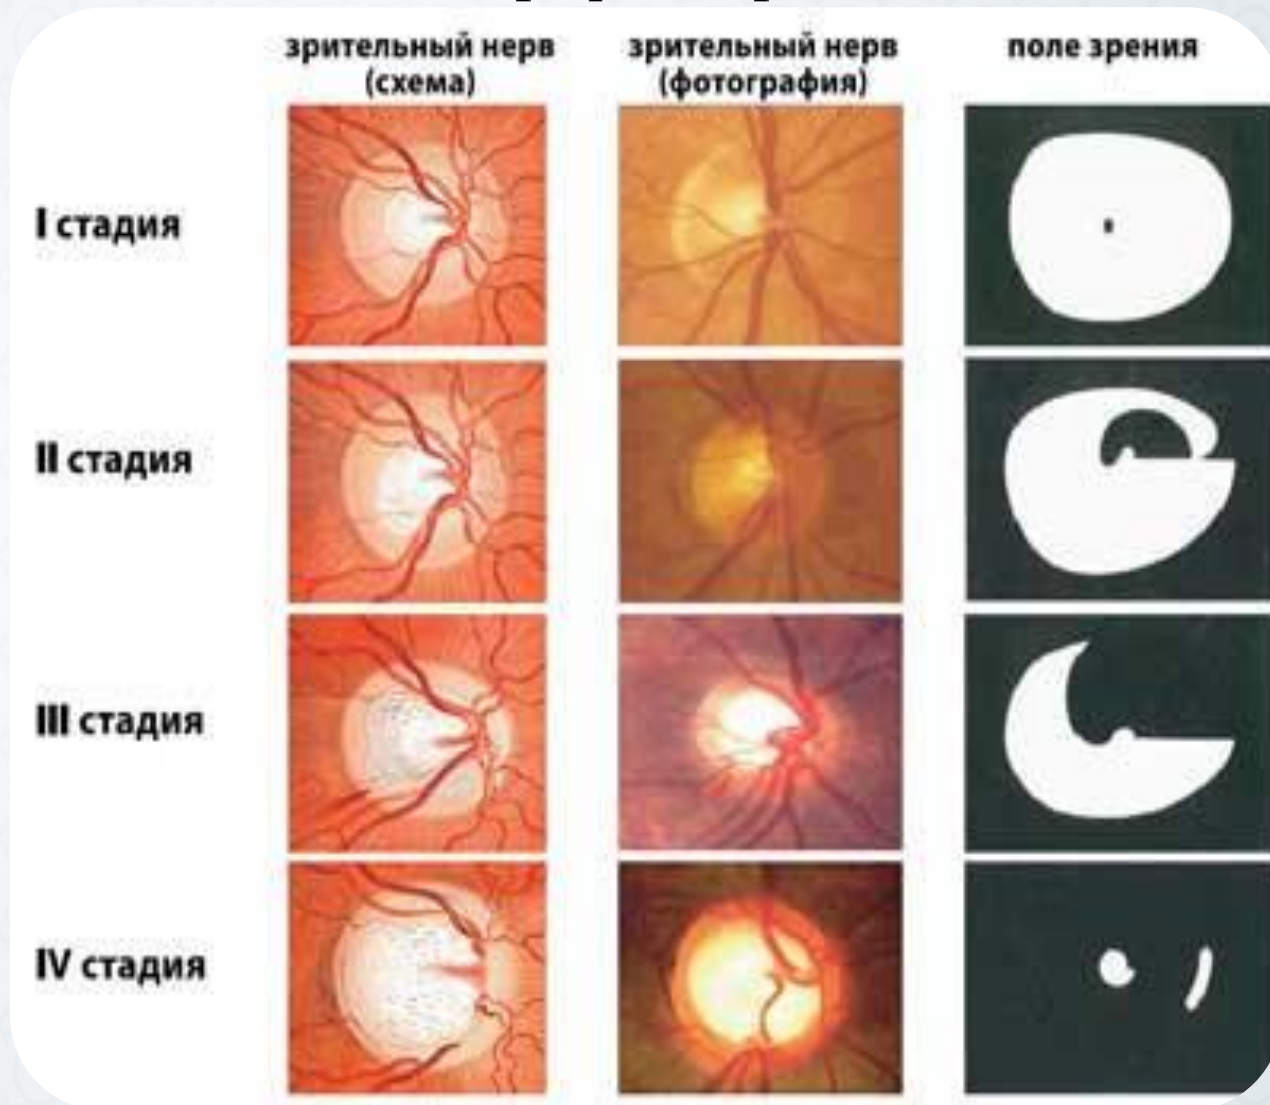 зрительный нерв
(схема)
зрительный нерв
(фотография)
поле зрения
I стадия
II стадия
III стадия
IV стадия